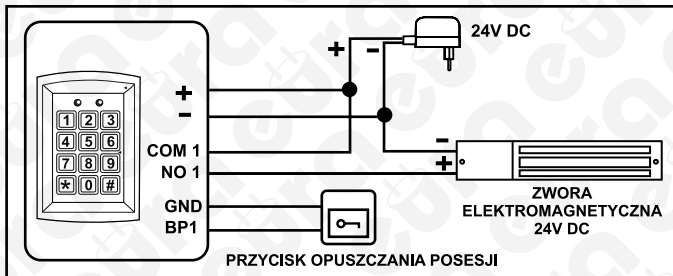 +
-
24V DC
+
-
COM 1
NO 1
GND
BP1
1 2 3
4 5 6
7 8 9
* 0 #
-
+
ZWORA
ELEKTROMAGNETYCZNA
24V DC
PRZYCISK OPUSZCZANIA POSESJI
eura